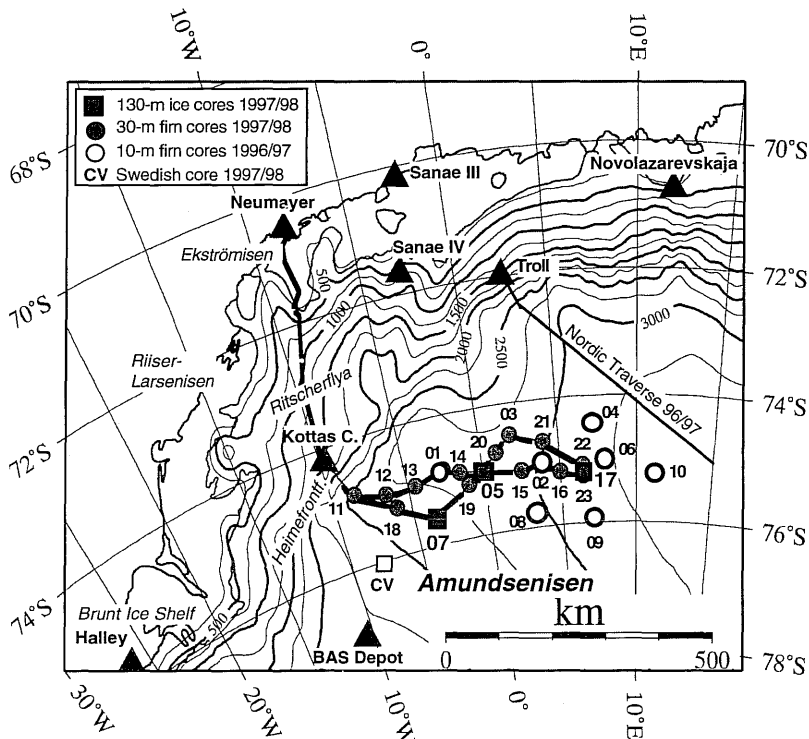 10°W
0°
10°E
130-m ice cores 1997/98
30-m firn cores 1997/98
10-m firn cores 1996/97
CV Swedish core 1997/98
68°S
70°S
Sanae III
Novolazarevskaja
Neumayer
Ekströmisen
Sanae IV
Troll
72°S
500
1000
1500
2000
2500
3000
70°S
Nordic Traverse 96/97
Riiser-
Larsenisen
Ritscherflya
74°S
Kottas C.
03
21
04
20
22
06
01
14
13
12
72°S
11
18
07
19
05
15
02
16
17
23
10
08
09
76°S
Heimefrontf.
CV
Amundsenisen
74°S
Brunt Ice Shelf
500
Halley
BAS Depot
km
0
500
78°S
30°W
20°W
10°W
0°
10°E